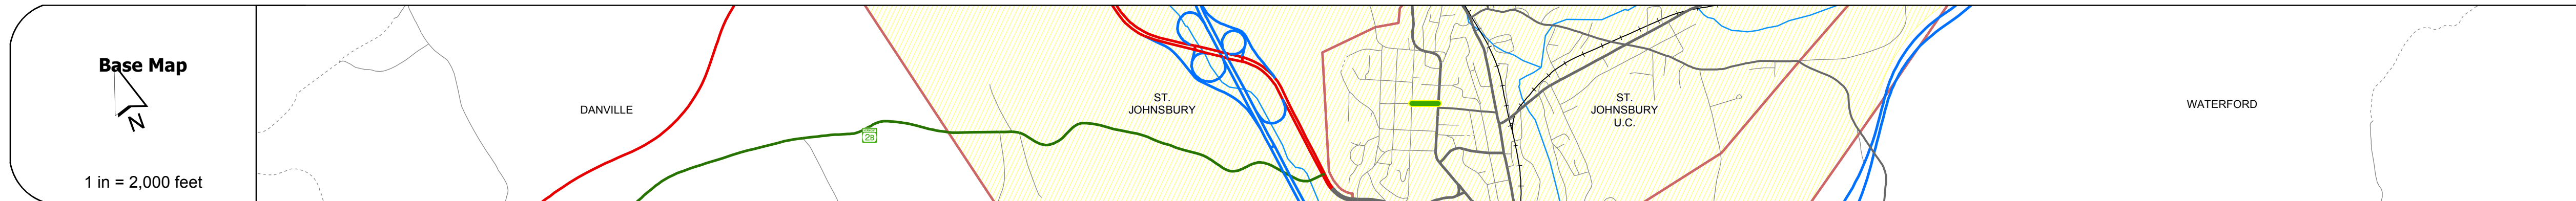 Base Map
N
1 in = 2,000 feet
DANVILLE
2B
ST.
JOHNSBURY
ST.
JOHNSBURY
U.C.
WATERFORD